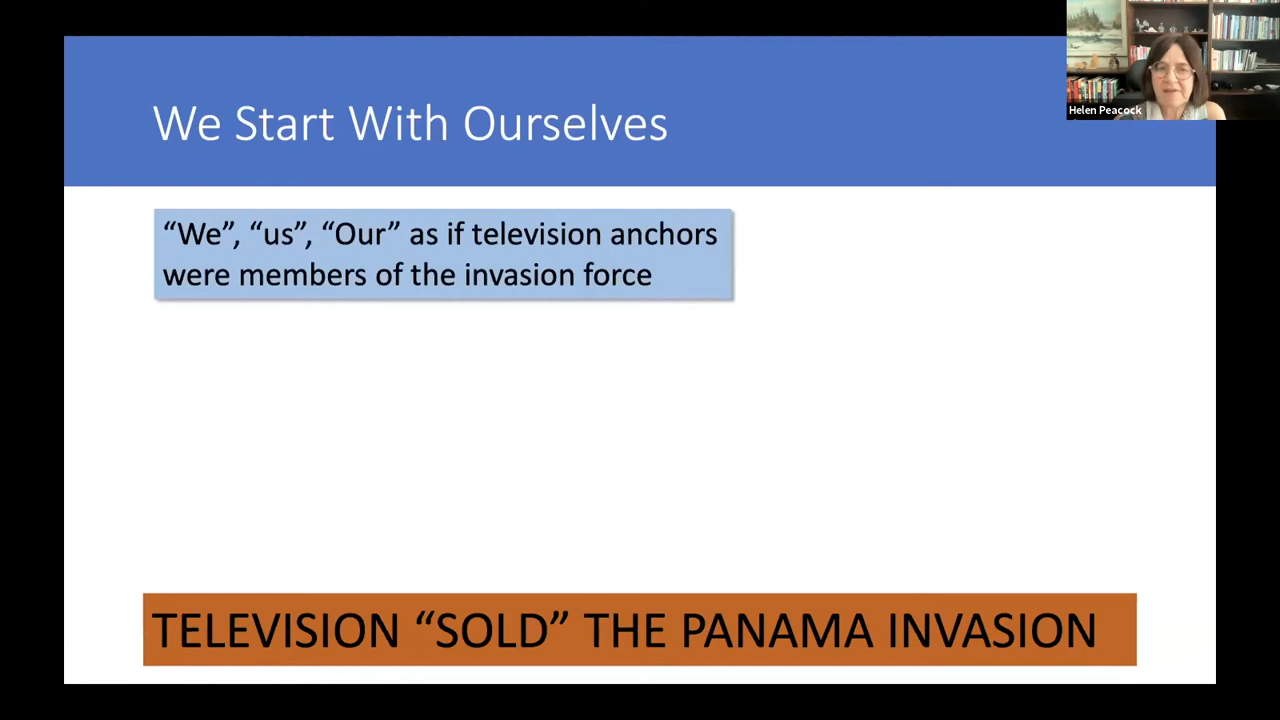 We Start With Ourselves
Helen Peacock
“We”, “us”, “Our” as if television anchors
were members of the invasion force
TELEVISION “SOLD” THE PANAMA INVASION